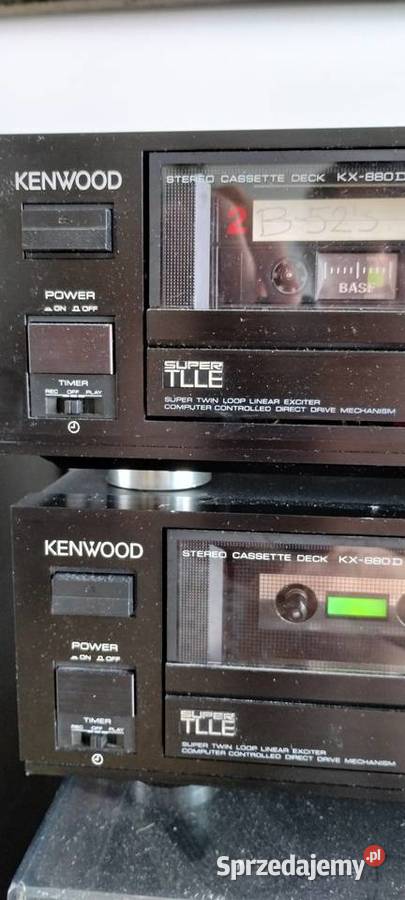 KENWOOD
STEREO CASSETTE DECK KX-880D
2 B-52's
BASF
POWER
ON OFF
TIMER
REC OFF PLAY
SUPER
TLLE
SUPER TWIN LOOP LINEAR EXCITER
COMPUTER CONTROLLED DIRECT DRIVE MECHANISM
KENWOOD
STEREO CASSETTE DECK KX-880D
POWER
ON OFF
TIMER
REC OFF PLAY
SUPER
TLLE
SUPER TWIN LOOP LINEAR EXCITER
COMPUTER CONTROLLED DIRECT DRIVE MECHANISM
Sprzedajemy.pl